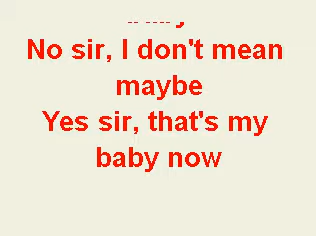 No sir, I don't mean
maybe
Yes sir, that's my
baby now